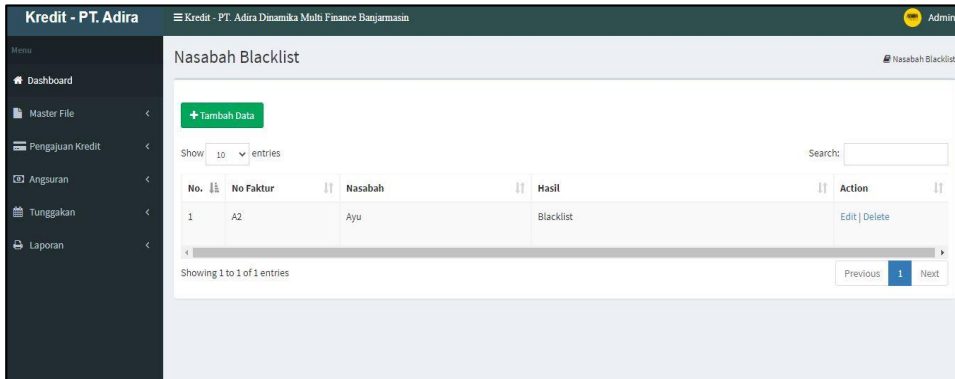 Kredit - PT. Adira
Kredit - PT. Adira Dinamika Multi Finance Banjarmasin
Admin
Menu
Dashboard
Master File
Pengajuan Kredit
Angsuran
Tunggakan
Laporan
Nasabah Blacklist
Nasabah Blacklist
+Tambah Data
Show 10 entries
Search:
No. No Faktur Nasabah Hasil Action
1 A2 Ayu Blacklist Edit | Delete
Showing 1 to 1 of 1 entries
Previous 1 Next